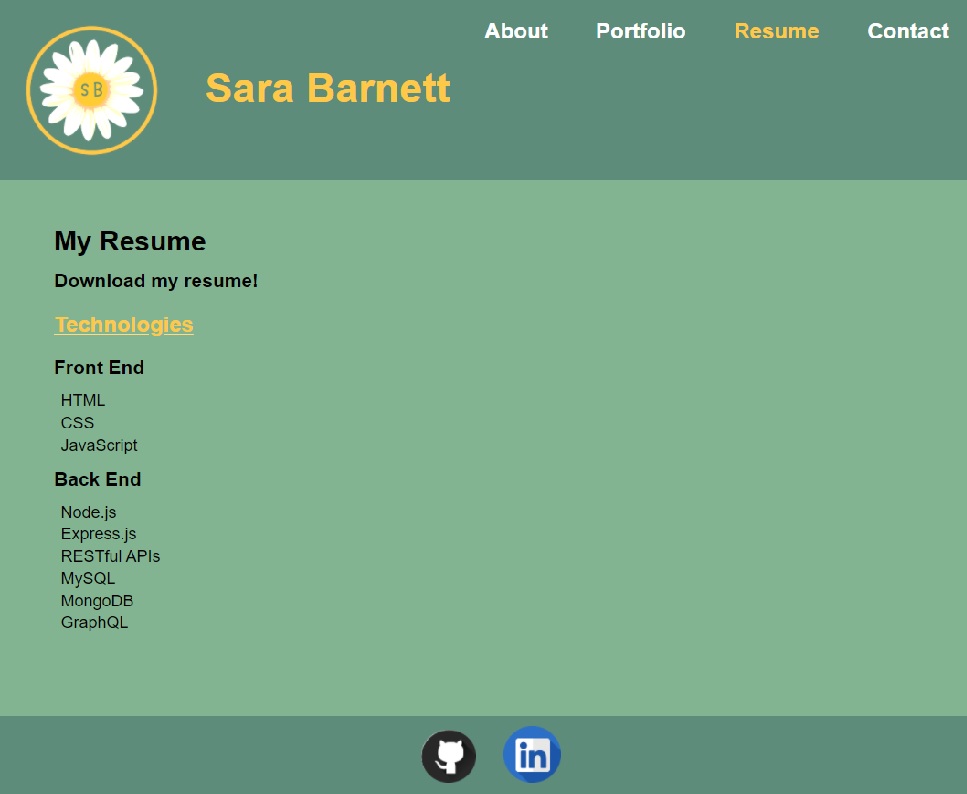 About Portfolio Resume Contact
SB
Sara Barnett
My Resume
Download my resume!
Technologies
Front End
HTML
CSS
JavaScript
Back End
Node.js
Express.js
RESTful APIs
MySQL
MongoDB
GraphQL
in